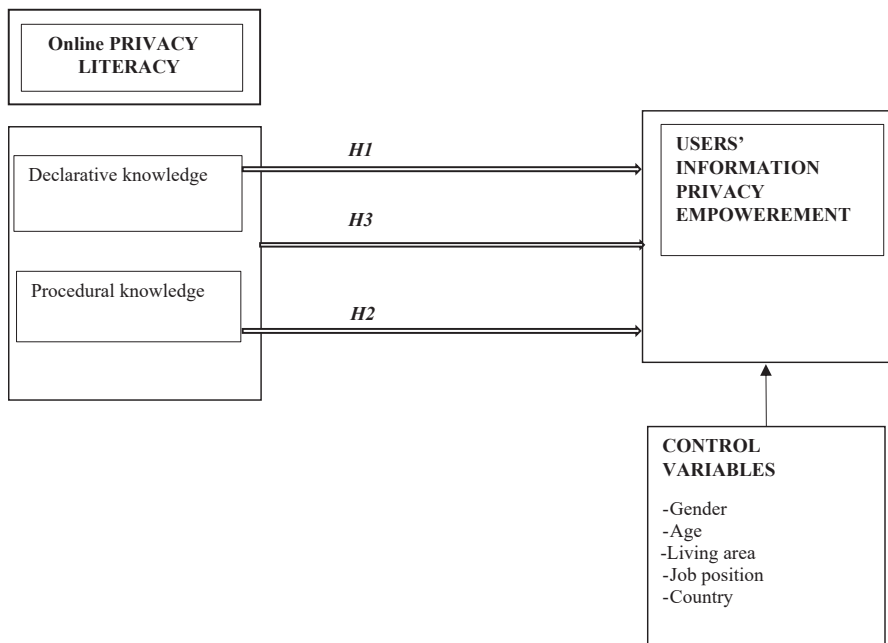 Online PRIVACY
LITERACY
Declarative knowledge
H1
H3
Procedural knowledge
H2
USERS'
INFORMATION
PRIVACY
EMPOWEREMENT
CONTROL
VARIABLES
-Gender
-Age
-Living area
-Job position
-Country